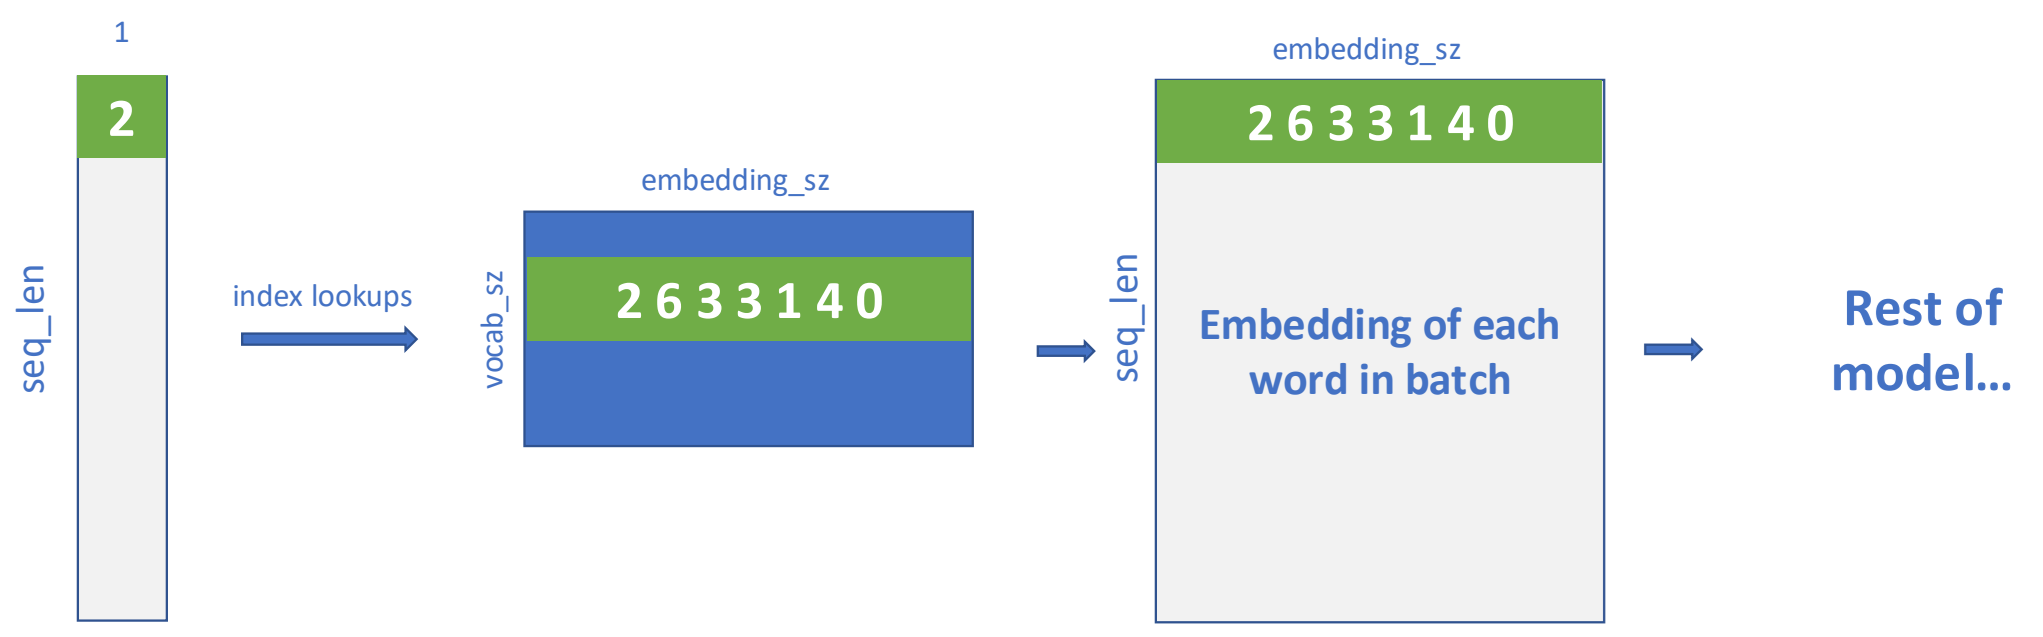 1
2
seq_len
index lookups
embedding_sz
vocab_sz
2 6 3 3 1 4 0
embedding_sz
seq_len
2 6 3 3 1 4 0
Embedding of each
word in batch
Rest of
model...